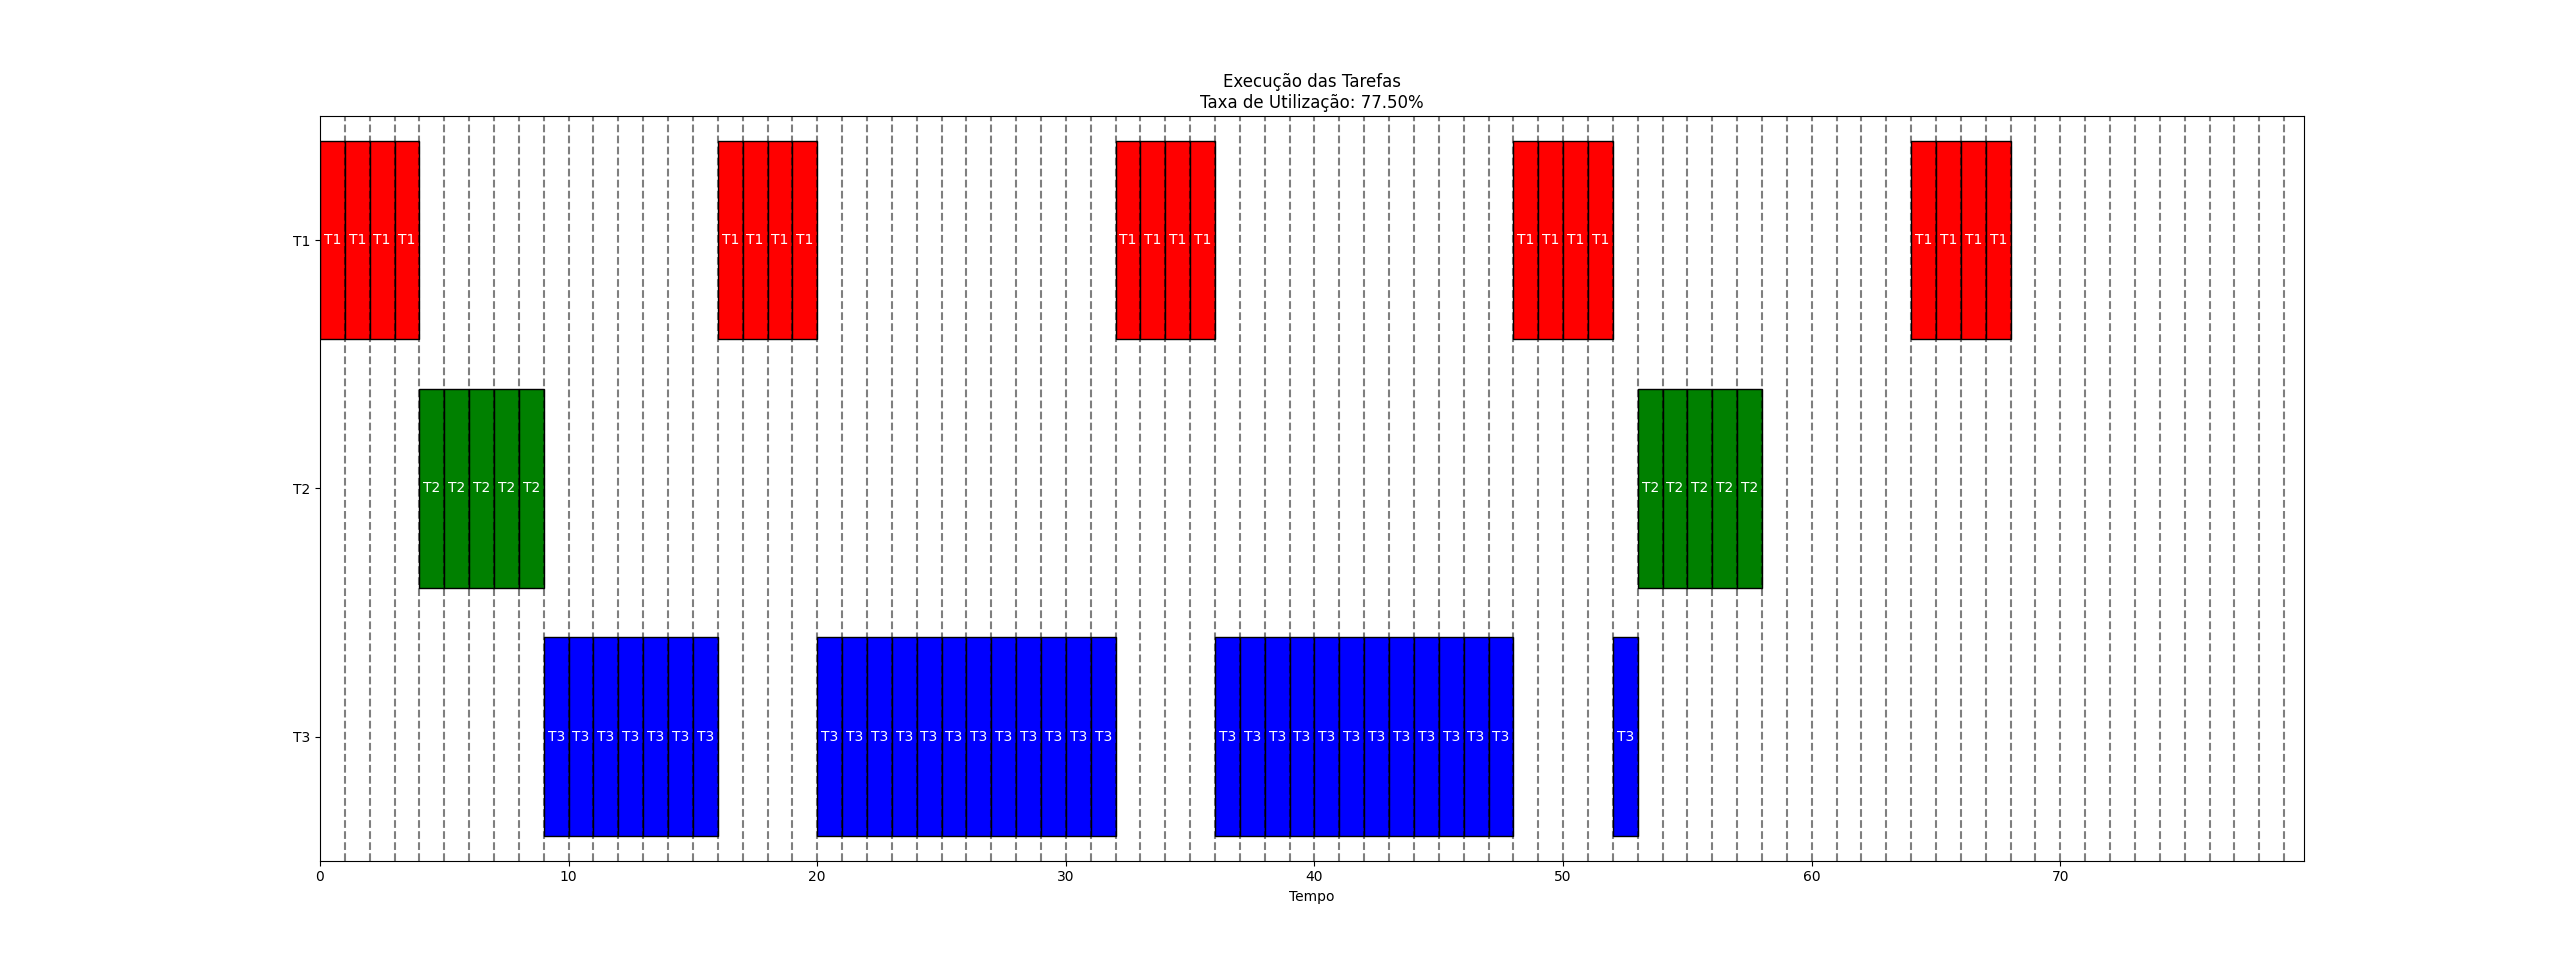 Execução das Tarefas
Taxa de Utilização: 77.50%
T1
T1 T1 T1 T1 T1 T1 T1 T1 T1 T1 T1 T1 T1 T1 T1 T1 T1 T1 T1 T1
T2
T2 T2 T2 T2 T2 T2 T2 T2 T2 T2
T3
T3 T3 T3 T3 T3 T3 T3 T3 T3 T3 T3 T3 T3 T3 T3 T3 T3 T3 T3 T3 T3 T3 T3 T3 T3 T3 T3 T3 T3 T3 T3 T3
0 10 20 30 40 50 60 70
Tempo